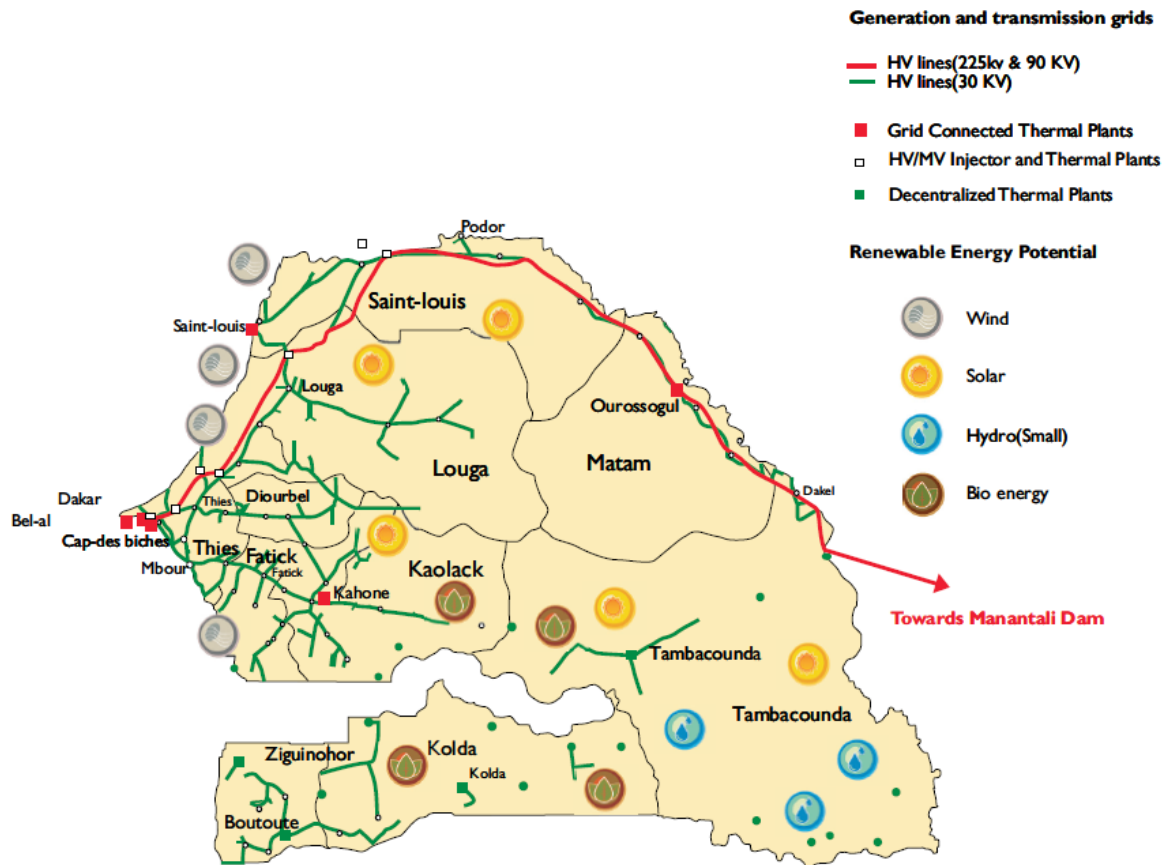 Generation and transmission grids
HV lines(225kv & 90 KV)
HV lines(30 KV)
Grid Connected Thermal Plants
HV/MV Injector and Thermal Plants
Decentralized Thermal Plants
Renewable Energy Potential
Wind
Solar
Hydro(Small)
Bio energy
Podor
Saint-louis
Saint-louis
Louga
Ourossogul
Louga
Matam
Dakar
Bel-al
Cap-des biches
Thies
Diourbel
Dakel
Thies
Mbour
Fatick
Fatick
Kaolack
Kahone
Towards Manantali Dam
Tambacounda
Tambacounda
Ziguinohor
Kolda
Kolda
Boutoute